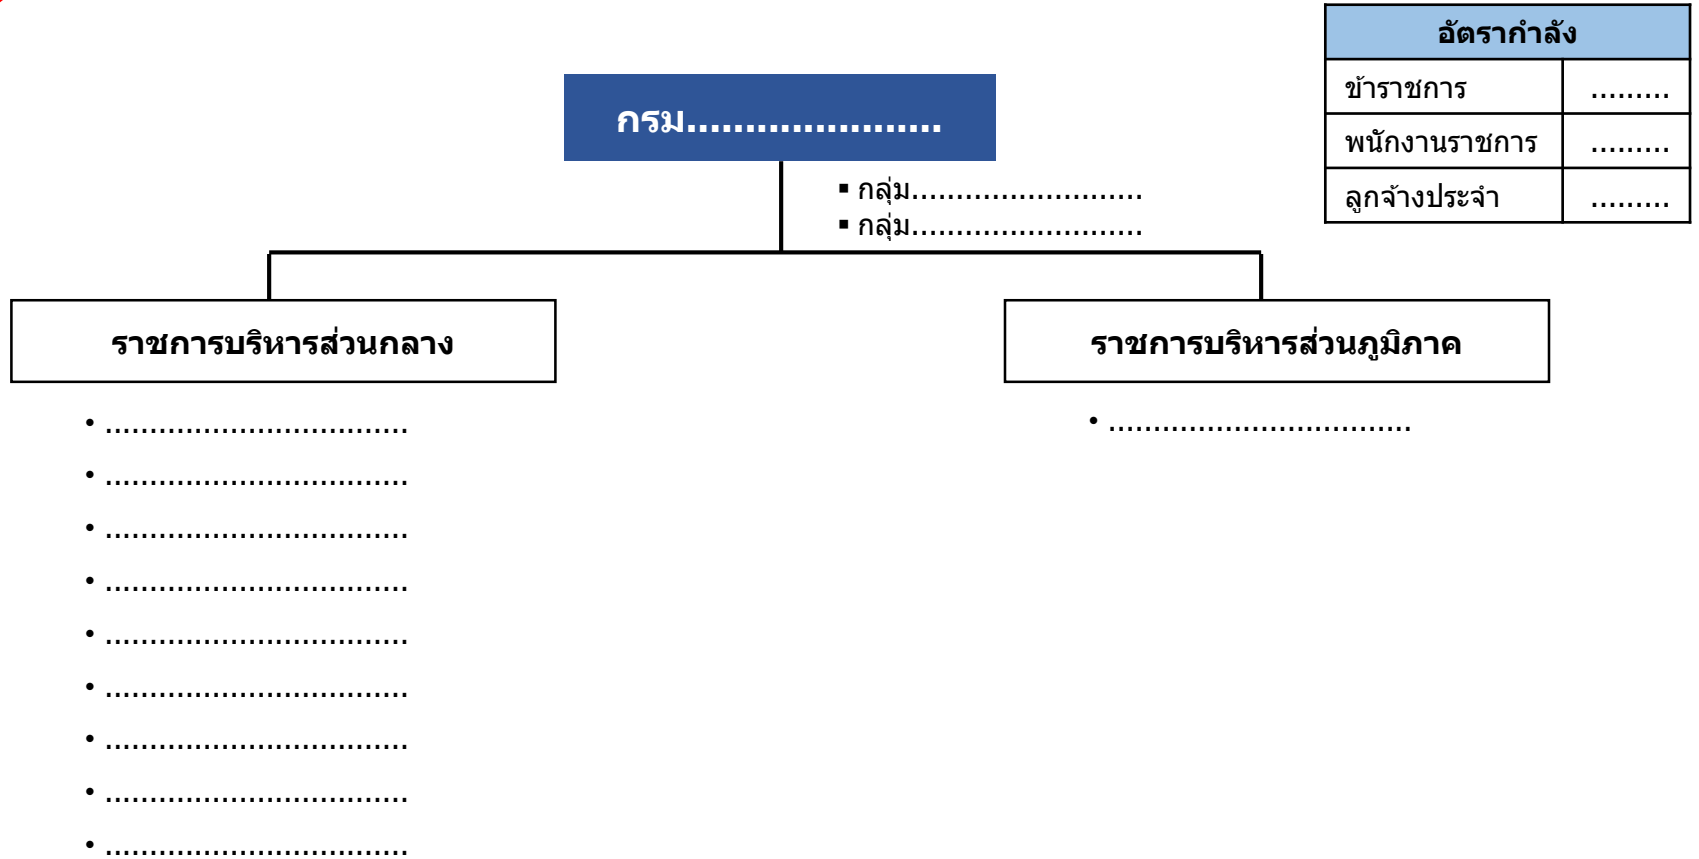 อัตรากำลัง
ข้าราชการ .........
พนักงานราชการ .........
ลูกจ้างประจำ .........
กรม......................
▪ กลุ่ม..........................
▪ กลุ่ม..........................
ราชการบริหารส่วนกลาง
• ..................................
• ..................................
• ..................................
• ..................................
• ..................................
• ..................................
• ..................................
• ..................................
• ..................................
ราชการบริหารส่วนภูมิภาค
• ..................................